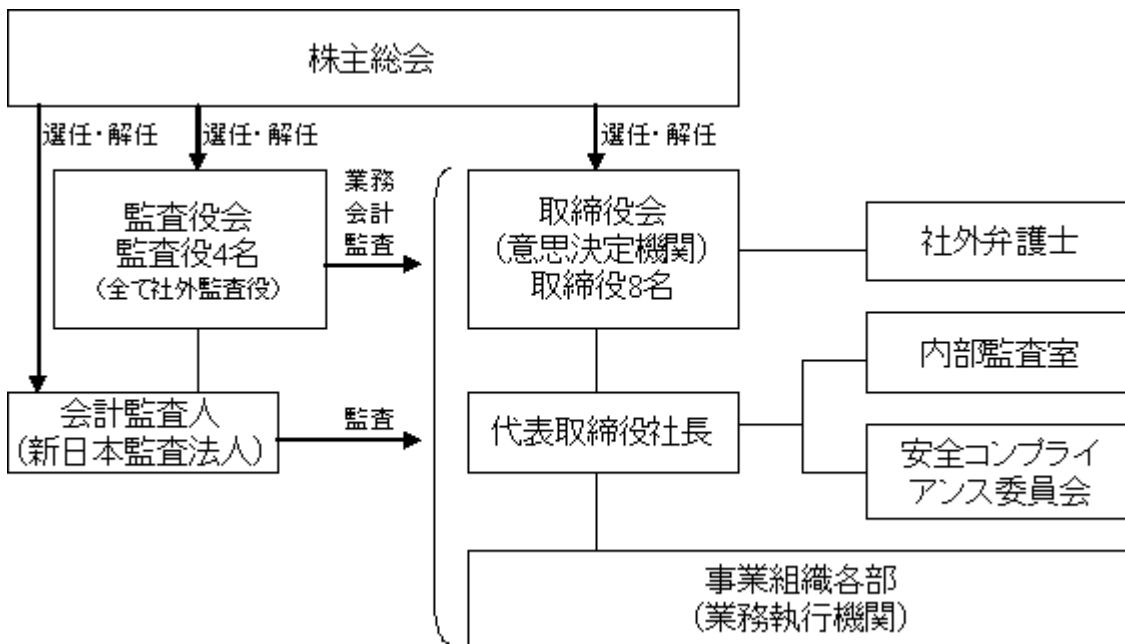 株主総会
選任・解任
選任・解任
選任・解任
監査役会
監査役4名
(全て社外監査役)
業務
会計
監査
取締役会
(意思決定機関)
取締役8名
社外弁護士
内部監査室
会計監査人
(新日本監査法人)
監査
代表取締役社長
安全コンプライ
アンス委員会
事業組織各部
(業務執行機関)